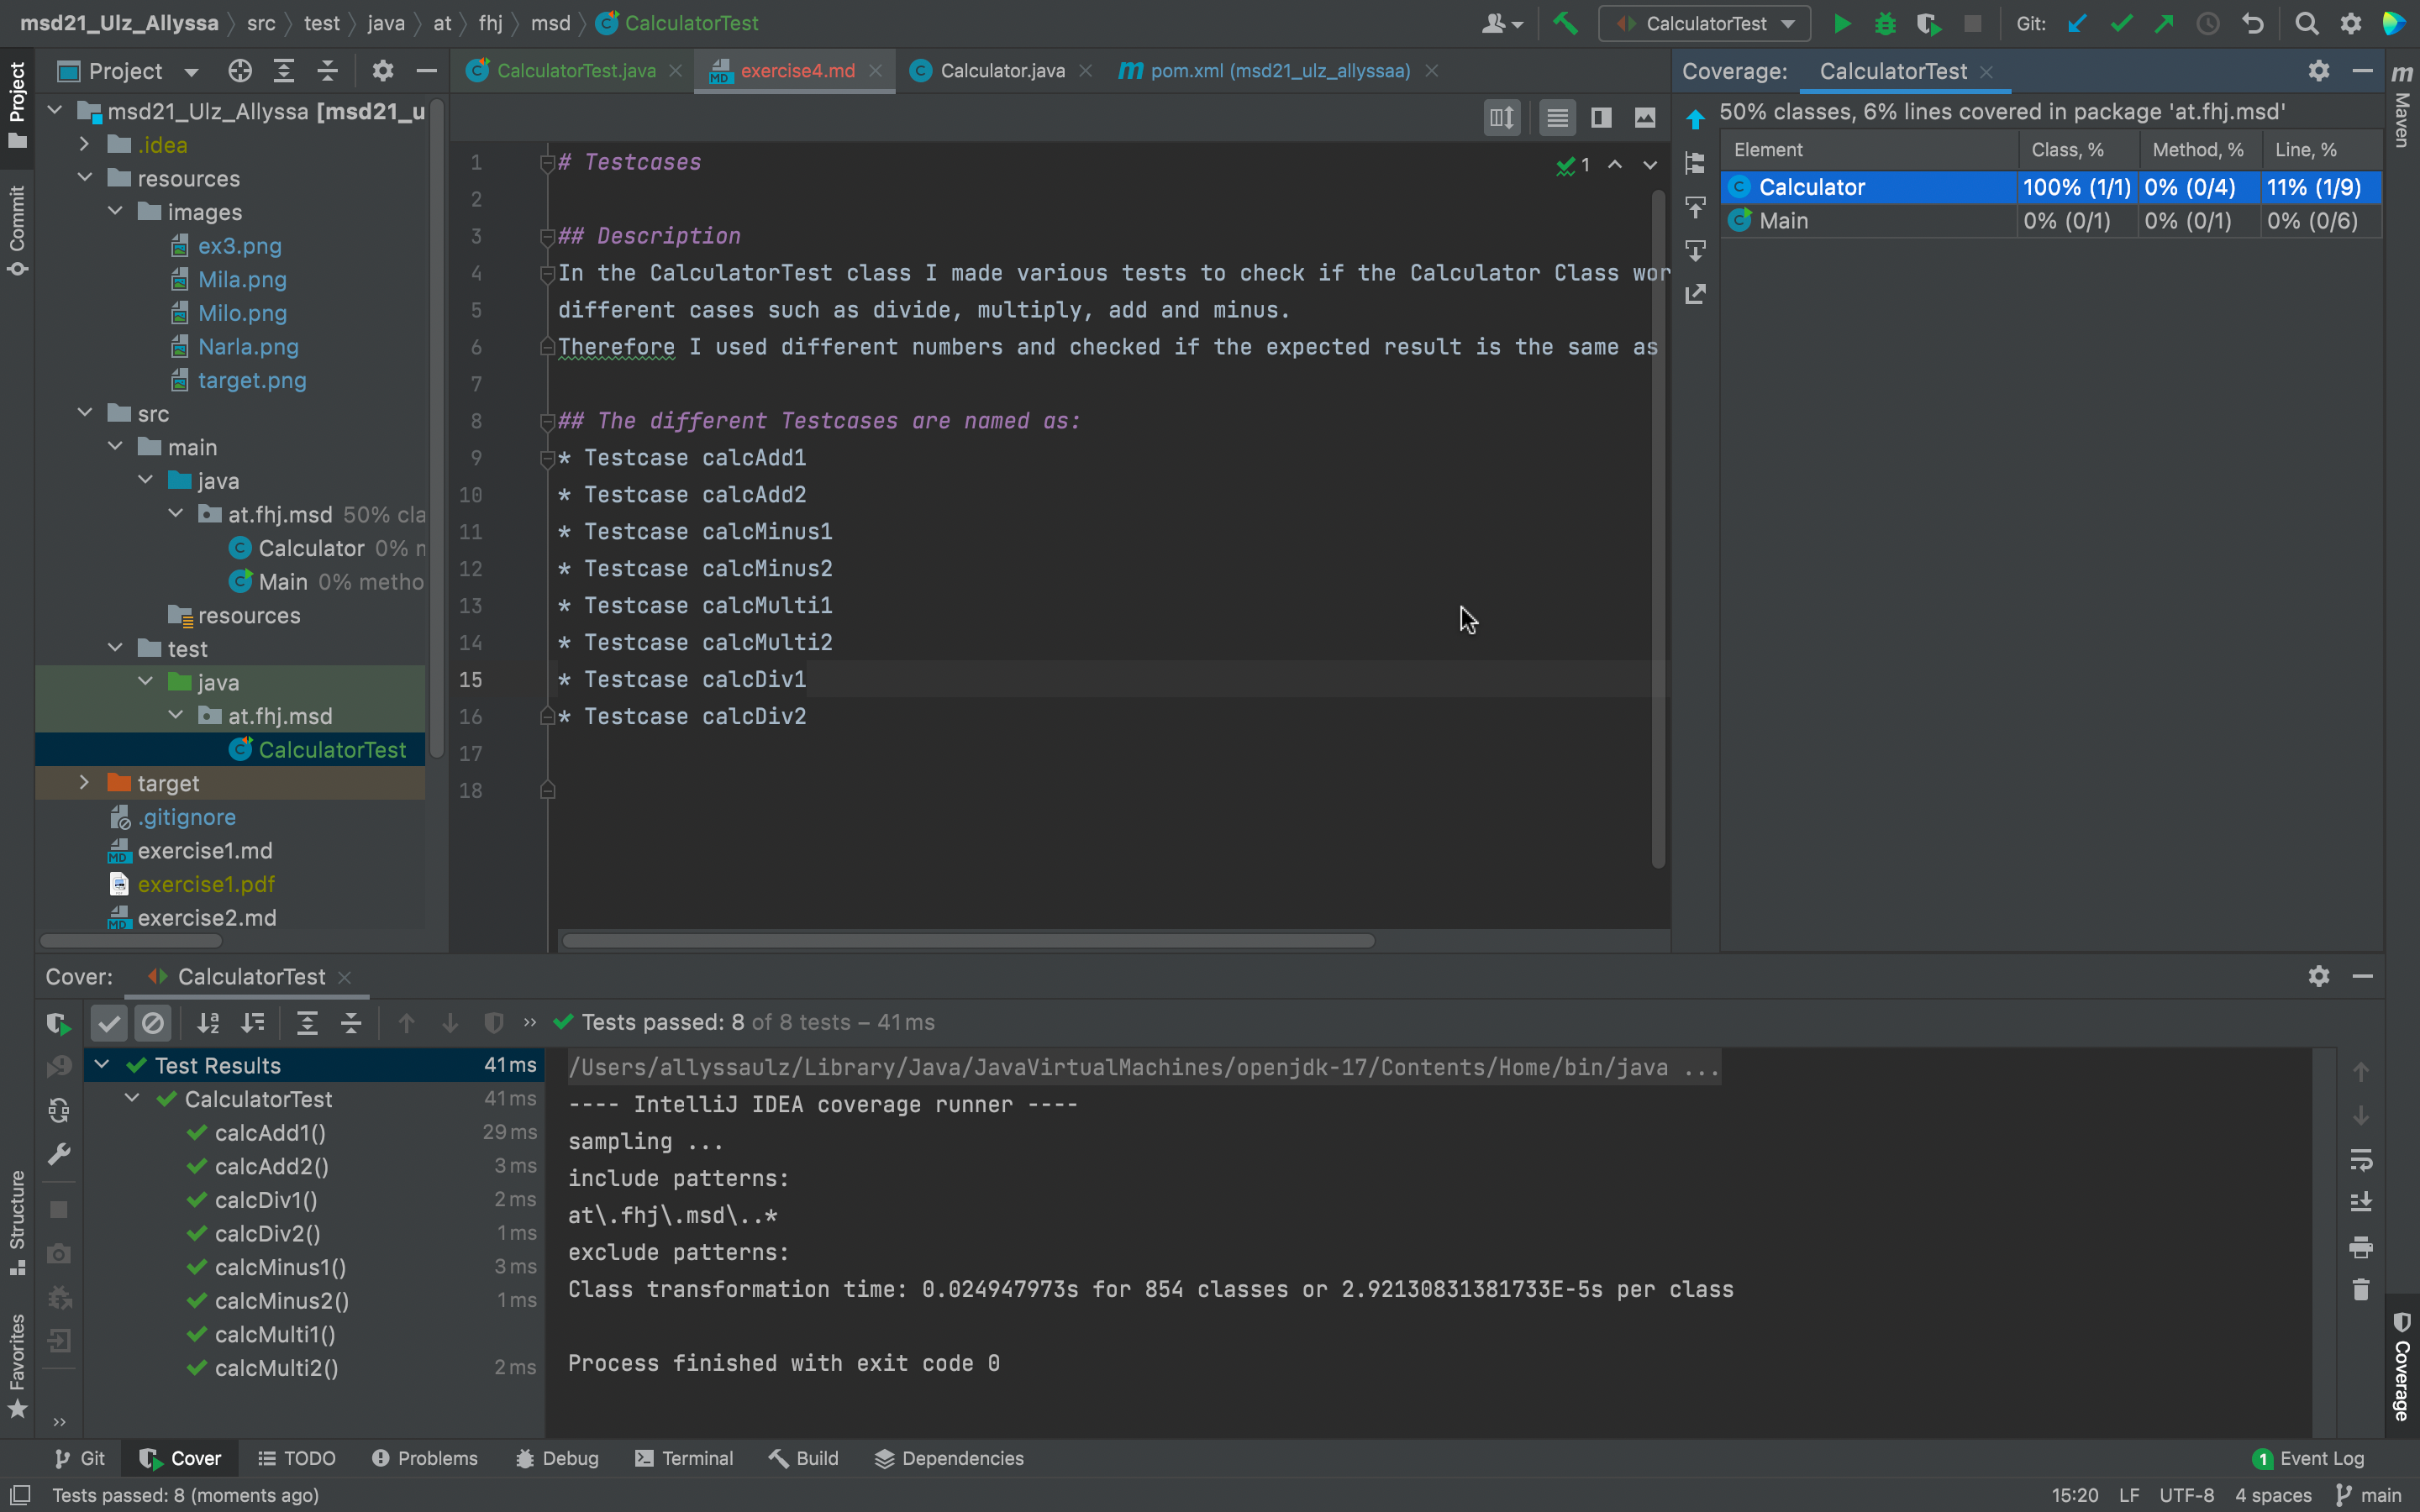 msd21_Ulz_Allyssa src test java at fhj msd CalculatorTest
CalculatorTest Git:
Project
CalculatorTest.java exercise4.md Calculator.java pom.xml (msd21_ulz_allyssaa)
Coverage: CalculatorTest
Project
Commit
Structure
Favorites
msd21_Ulz_Allyssa [msd21_u
.idea
resources
images
ex3.png
Mila.png
Milo.png
Narla.png
target.png
src
main
java
at.fhj.msd 50% cla
Calculator 0% n
Main 0% metho
resources
test
java
at.fhj.msd
CalculatorTest
target
.gitignore
exercise1.md
exercise1.pdf
exercise2.md
1 # Testcases
2
3 ## Description
4 In the CalculatorTest class I made various tests to check if the Calculator Class wor
5 different cases such as divide, multiply, add and minus.
6 Therefore I used different numbers and checked if the expected result is the same as
7
8 ## The different Testcases are named as:
9 * Testcase calcAdd1
10 * Testcase calcAdd2
11 * Testcase calcMinus1
12 * Testcase calcMinus2
13 * Testcase calcMulti1
14 * Testcase calcMulti2
15 * Testcase calcDiv1
16 * Testcase calcDiv2
17
18
1
50% classes, 6% lines covered in package 'at.fhj.msd'
Element Class, % Method, % Line, %
Calculator 100% (1/1) 0% (0/4) 11% (1/9)
Main 0% (0/1) 0% (0/1) 0% (0/6)
Maven
Coverage
Cover: CalculatorTest
Tests passed: 8 of 8 tests – 41 ms
Test Results 41 ms
CalculatorTest 41 ms
calcAdd1() 29 ms
calcAdd2() 3 ms
calcDiv1() 2 ms
calcDiv2() 1 ms
calcMinus1() 3 ms
calcMinus2() 1 ms
calcMulti1()
calcMulti2() 2 ms
/Users/allyssaulz/Library/Java/JavaVirtualMachines/openjdk-17/Contents/Home/bin/java ...
---- IntelliJ IDEA coverage runner ----
sampling ...
include patterns:
at\.fhj\.msd\..*
exclude patterns:
Class transformation time: 0.024947973s for 854 classes or 2.92130831381733E-5s per class
Process finished with exit code 0
Git Cover TODO Problems Debug Terminal Build Dependencies 1 Event Log
Tests passed: 8 (moments ago) 15:20 LF UTF-8 4 spaces main